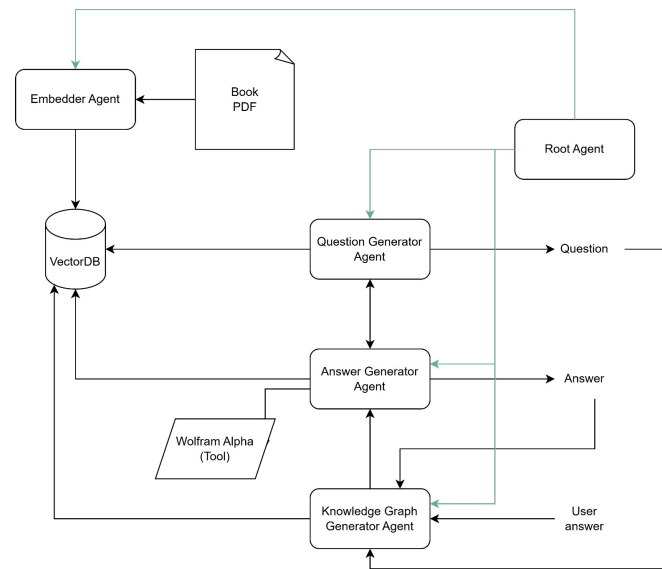 Embedder Agent
Book
PDF
Root Agent
VectorDB
Question Generator
Agent
Question
Answer Generator
Agent
Answer
Wolfram Alpha
(Tool)
Knowledge Graph
Generator Agent
User
answer